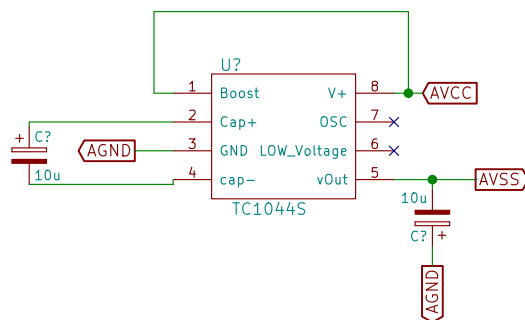 U?
1 Boost V+ 8 AVCC
2 Cap+ OSC 7
+ C?
AGND 3 GND LOW_Voltage 6
10u 4 cap- vOut 5 AVSS
TC1044S
10u
C? +
AGND